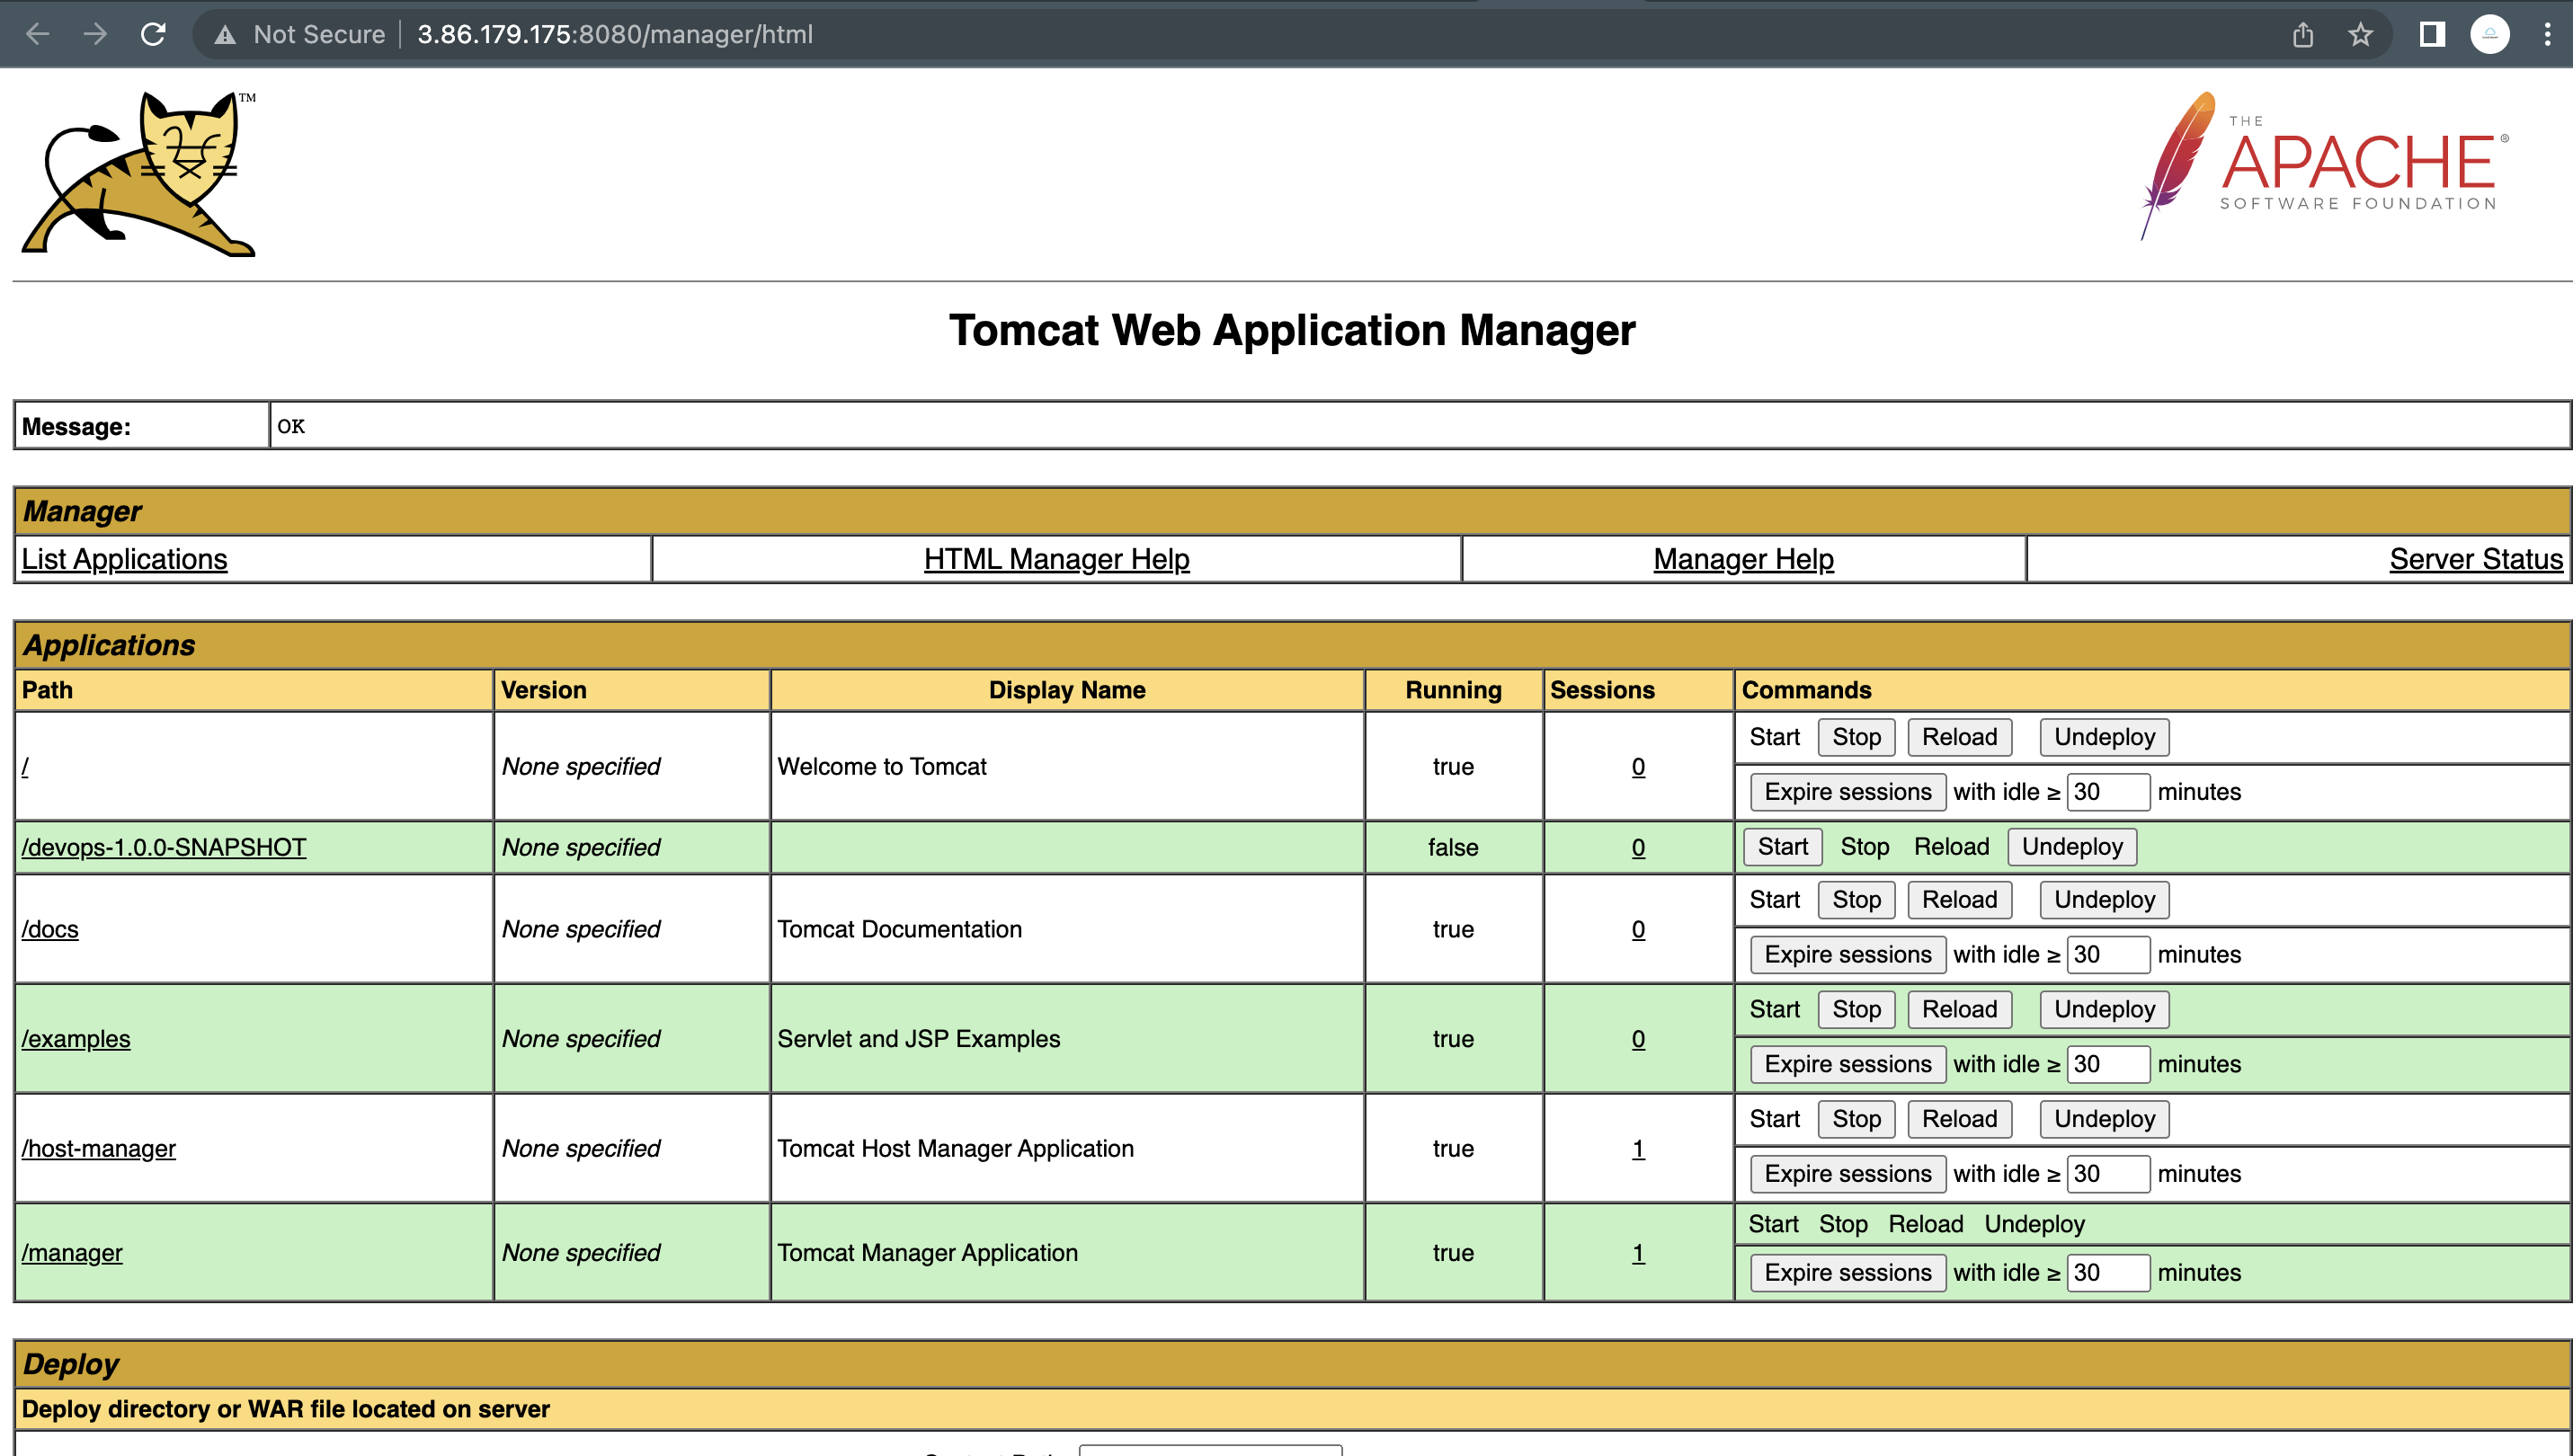 Not Secure 3.86.179.175:8080/manager/html
TM
THE
APACHE®
SOFTWARE FOUNDATION
Tomcat Web Application Manager
Message: OK
Manager
List Applications HTML Manager Help Manager Help Server Status
Applications
Path Version Display Name Running Sessions Commands
/ None specified Welcome to Tomcat true 0 Start Stop Reload Undeploy
Expire sessions with idle ≥ 30 minutes
/devops-1.0.0-SNAPSHOT None specified false 0 Start Stop Reload Undeploy
/docs None specified Tomcat Documentation true 0 Start Stop Reload Undeploy
Expire sessions with idle ≥ 30 minutes
/examples None specified Servlet and JSP Examples true 0 Start Stop Reload Undeploy
Expire sessions with idle ≥ 30 minutes
/host-manager None specified Tomcat Host Manager Application true 1 Start Stop Reload Undeploy
Expire sessions with idle ≥ 30 minutes
/manager None specified Tomcat Manager Application true 1 Start Stop Reload Undeploy
Expire sessions with idle ≥ 30 minutes
Deploy
Deploy directory or WAR file located on server